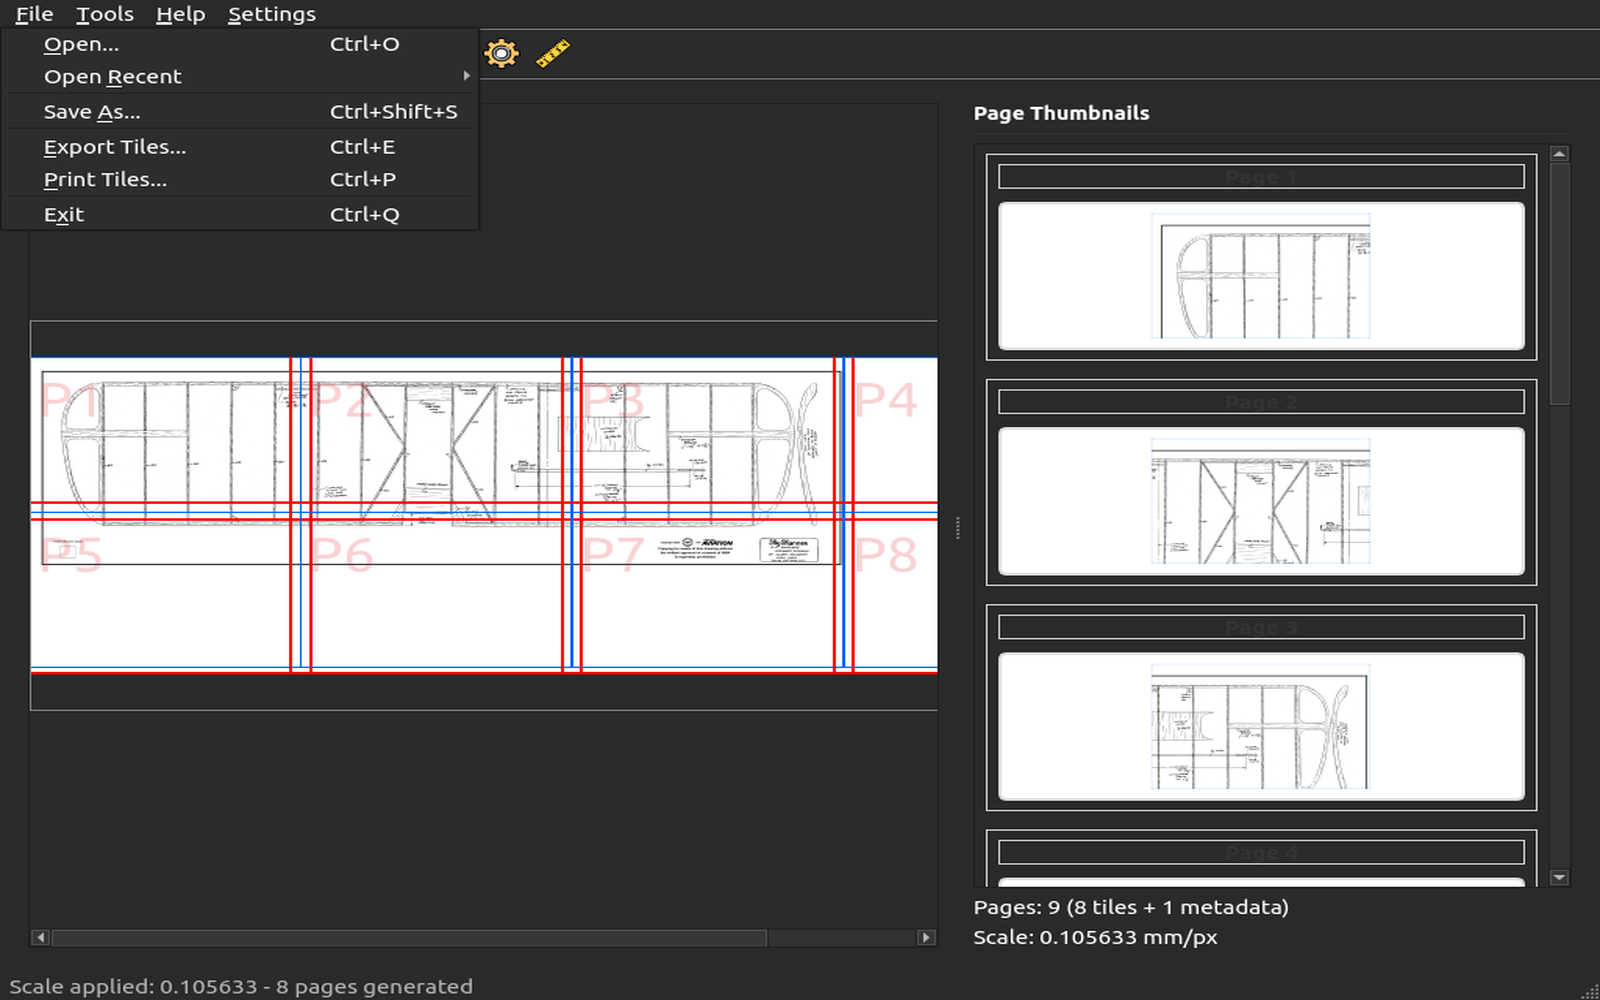 File Tools Help Settings
Open... Ctrl+O
Open Recent
Save As... Ctrl+Shift+S
Export Tiles... Ctrl+E
Print Tiles... Ctrl+P
Exit Ctrl+Q
P1 P2 P3 P4
P5 P6 P7 P8
AVIATION
Page Thumbnails
Page 1
Page 2
Page 3
Page 4
Pages: 9 (8 tiles + 1 metadata)
Scale: 0.105633 mm/px
Scale applied: 0.105633 - 8 pages generated